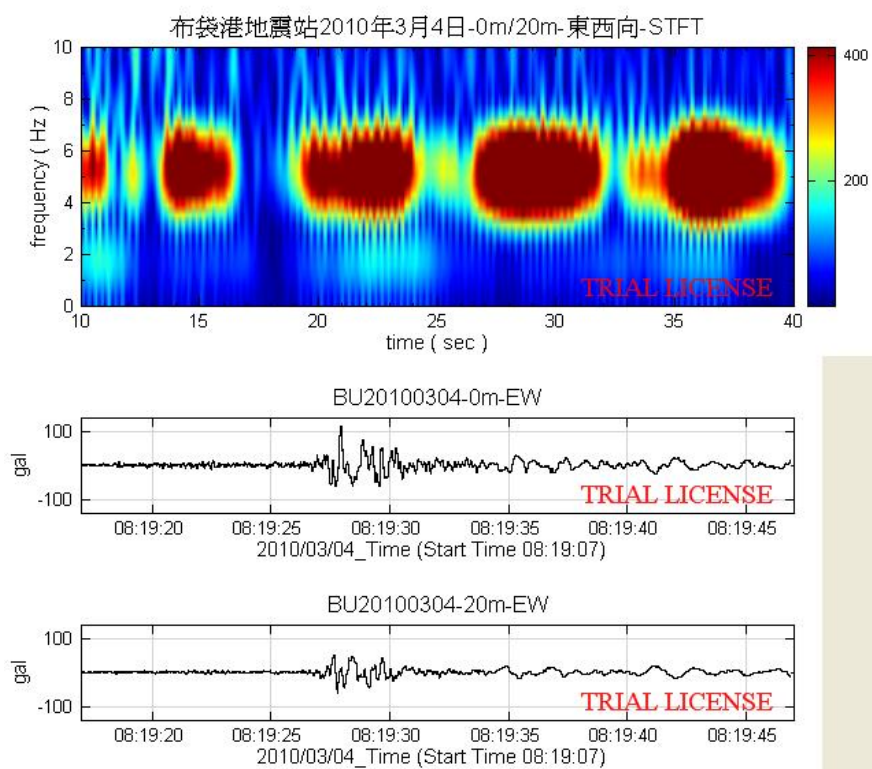 布袋港地震站2010年3月4日-0m/20m-東西向-STFT
frequency ( Hz )
10
8
6
4
2
0
400
200
TRIAL LICENSE
10 15 20 25 30 35 40
time ( sec )
BU20100304-0m-EW
gal
100
-100
TRIAL LICENSE
08:19:20 08:19:25 08:19:30 08:19:35 08:19:40 08:19:45
2010/03/04_Time (Start Time 08:19:07)
BU20100304-20m-EW
gal
100
-100
TRIAL LICENSE
08:19:20 08:19:25 08:19:30 08:19:35 08:19:40 08:19:45
2010/03/04_Time (Start Time 08:19:07)